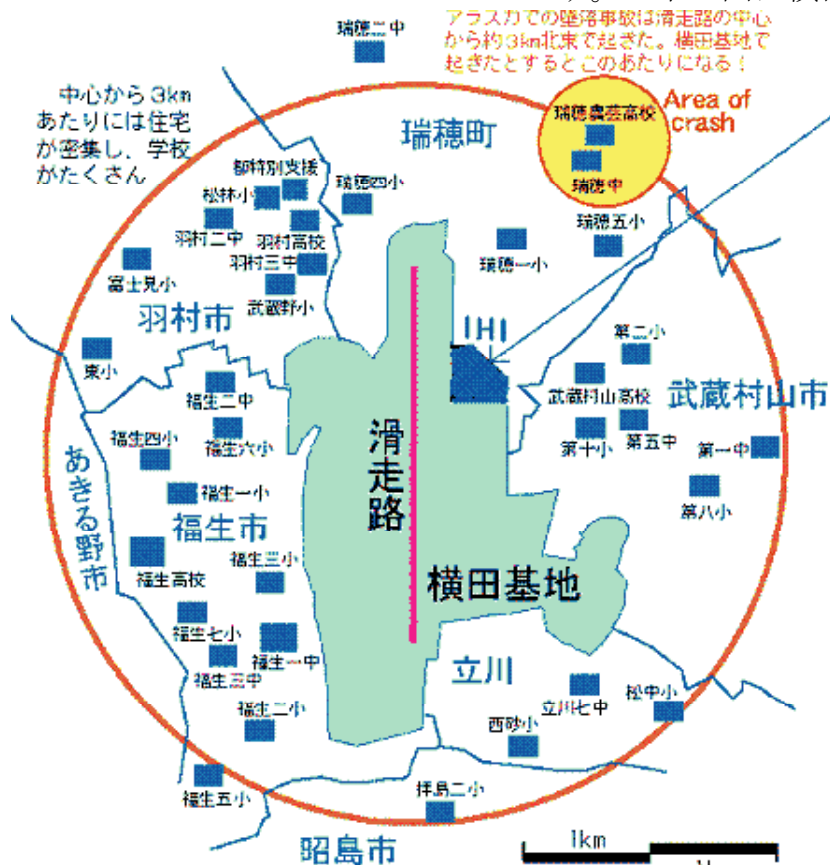 アラスカでの墜落事故は滑走路の中心
から約3km北東で起きた。横田基地で
起きたとするとこのあたりになる!
瑞穂二中
中心から3km
あたりには住宅
が密集し、学校
がたくさん
瑞穂町
瑞穂農芸高校
瑞穂中
Area of
crash
都特別支援
松林小
瑞穂四小
羽村二中
羽村高校
羽村三中
瑞穂五小
瑞穂一小
富士見小
武蔵野小
羽村市
IHI
東小
第二小
福生二中
武蔵村山高校
武蔵村山市
福生四小
福生六小
滑走路
第十小
第五中
第一中
あきる野市
福生一小
第八小
福生市
福生三小
福生高校
横田基地
福生七小
福生一中
福生三中
立川
立川七中
松中小
福生二小
西砂小
福生五小
拝島二小
昭島市
1km